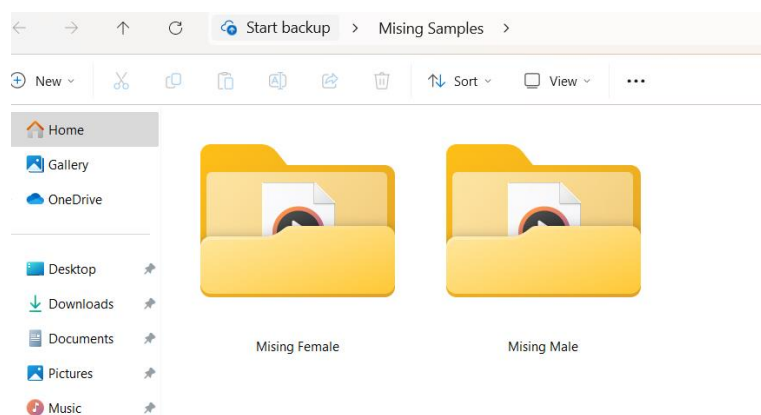 Start backup > Mising Samples >
New Sort View ...
Home
Gallery
OneDrive
Desktop
Downloads
Documents
Pictures
Music
Mising Female
Mising Male